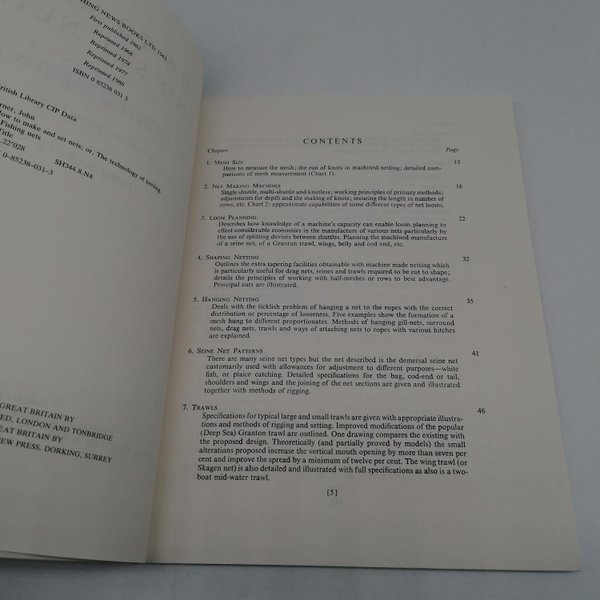 HING NEWS BOOKS LTD 1961
First published 1961
Reprinted 1968
Reprinted 1974
Reprinted 1977
Reprinted 1986
ISBN 0 85238 031 3
ritish Library CIP Data
rner, John
How to make and set nets; or, The technology of netting.
Fishing nets
Title
.22'028 SH344.8.N4
0-85238-031-3
GREAT BRITAIN BY
ED, LONDON AND TONBRIDGE
EAT BRITAIN BY
EW PRESS, DORKING, SURREY
CONTENTS
Chapter Page
1. MESH SIZE 13
How to measure the mesh; the run of knots in machined netting; detailed com-
parisons of mesh measurement (Chart 1).
2. NET MAKING MACHINES 16
Single shuttle, multi-shuttle and knotless; working principles of primary methods;
adjustments for depth and the making of knots; securing the length in number of
rows, etc. Chart 2: approximate capabilities of some different types of net looms.
3. LOOM PLANNING 22
Describes how knowledge of a machine's capacity can enable loom planning to
effect considerable economies in the manufacture of various nets particularly by
the use of splitting devices between shuttles. Planning the machined manufacture
of a seine net, of a Granton trawl, wings, belly and cod end, etc.
4. SHAPING NETTING 32
Outlines the extra tapering facilities obtainable with machine made netting which
is particularly useful for drag nets, seines and trawls required to be cut to shape;
details the principles of working with half-meshes or rows to best advantage.
Principal cuts are illustrated.
5. HANGING NETTING 35
Deals with the ticklish problem of hanging a net to the ropes with the correct
distribution or percentage of looseness. Five examples show the formation of a
mesh hung to different proportionates. Methods of hanging gill-nets, surround
nets, drag nets, trawls and ways of attaching nets to ropes with various hitches
are explained.
6. SEINE NET PATTERNS 41
There are many seine net types but the net described is the demersal seine net
customarily used with allowances for adjustment to different purposes—white
fish, or plaice catching. Detailed specifications for the bag, cod-end or tail,
shoulders and wings and the joining of the net sections are given and illustrated
together with methods of rigging.
7. TRAWLS 46
Specifications for typical large and small trawls are given with appropriate illustra-
tions and methods of rigging and setting. Improved modifications of the popular
(Deep Sea) Granton trawl are outlined. One drawing compares the existing with
the proposed design. Theoretically (and partially proved by models) the small
alterations proposed increase the vertical mouth opening by more than seven per
cent and improve the spread by a minimum of twelve per cent. The wing trawl (or
Skagen net) is also detailed and illustrated with full specifications as also is a two-
boat mid-water trawl.
[5]